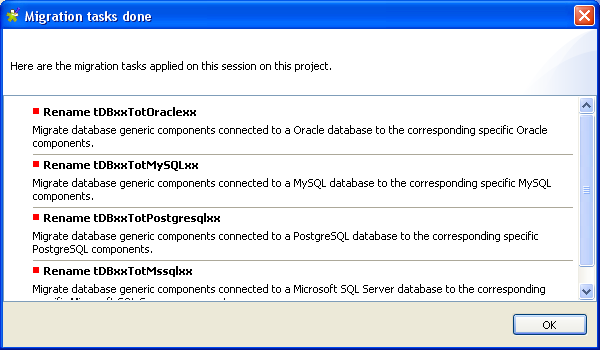 Migration tasks done
Here are the migration tasks applied on this session on this project.
Rename tDBxxTotOraclexx
Migrate database generic components connected to a Oracle database to the corresponding specific Oracle
components.
Rename tDBxxTotMySQLxx
Migrate database generic components connected to a MySQL database to the corresponding specific MySQL
components.
Rename tDBxxTotPostgresqlxx
Migrate database generic components connected to a PostgreSQL database to the corresponding specific
PostgreSQL components.
Rename tDBxxTotMssqlxx
Migrate database generic components connected to a Microsoft SQL Server database to the corresponding
OK